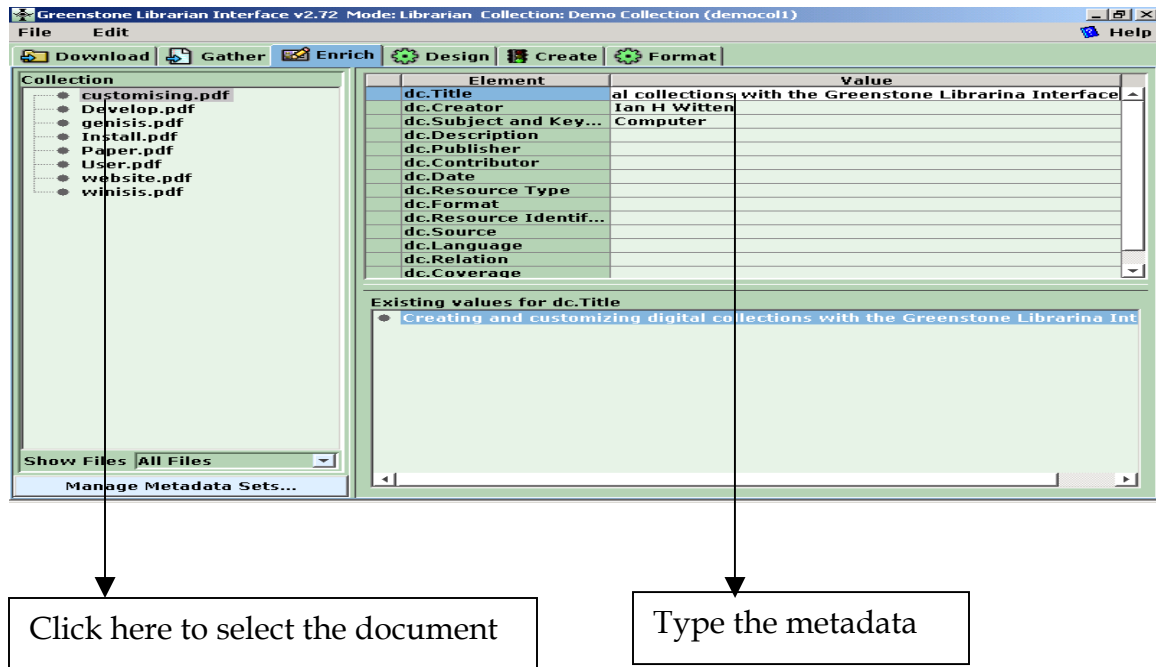 Greenstone Librarian Interface v2.72 Mode: Librarian Collection: Demo Collection (democol1)
File Edit Help
Download Gather Enrich Design Create Format
Collection
customising.pdf
Develop.pdf
genisis.pdf
Install.pdf
Paper.pdf
User.pdf
website.pdf
winisis.pdf
Show Files All Files
Manage Metadata Sets...
Element Value
dc.Title al collections with the Greenstone Librarina Interface
dc.Creator Ian H Witten
dc.Subject and Key... Computer
dc.Description
dc.Publisher
dc.Contributor
dc.Date
dc.Resource Type
dc.Format
dc.Resource Identif...
dc.Source
dc.Language
dc.Relation
dc.Coverage
Existing values for dc.Title
Creating and customizing digital collections with the Greenstone Librarina Int
Click here to select the document
Type the metadata